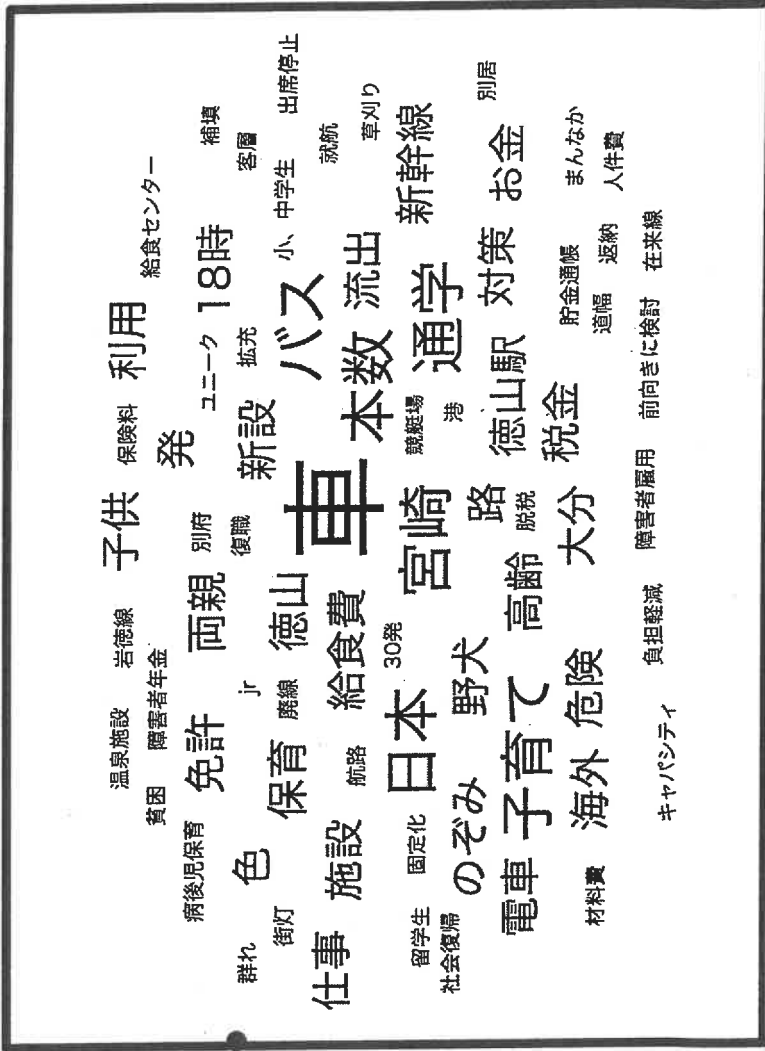 温泉施設
岩徳線
子供
保険料
利用
給食センター
貧困
障害者年金
発
病後児保育
免許
両親
別府
ユニーク
18時
補填
群れ
色
jr
復職
新設
拡充
客層
街灯
保育
廃線
徳山
車
バス
小、中学生
出席停止
仕事
施設
航路
給食費
本数
流出
就航
草刈り
留学生
固定化
日本
30発
宮崎
競艇場
通学
新幹線
社会復帰
のぞみ
野犬
路
港
徳山駅
対策
お金
別居
電車
子育て
高齢
脱税
税金
材料費
海外
危険
大分
貯金通帳
道幅
返納
まんなか
人件費
キャパシティ
負担軽減
障害者雇用
前向きに検討
在来線